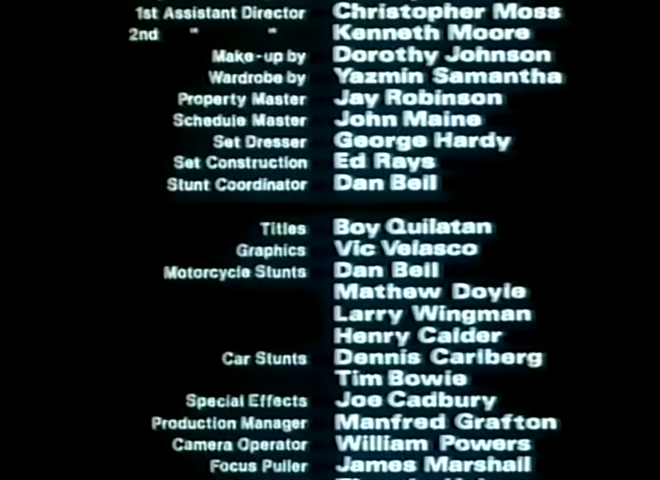 1st Assistant Director Christopher Moss
2nd " " Kenneth Moore
Make-up by Dorothy Johnson
Wardrobe by Yazmin Samantha
Property Master Jay Robinson
Schedule Master John Maine
Set Dresser George Hardy
Set Construction Ed Rays
Stunt Coordinator Dan Bell
Titles Boy Quilatan
Graphics Vic Velasco
Motorcycle Stunts Dan Bell
Mathew Doyle
Larry Wingman
Henry Calder
Car Stunts Dennis Carlberg
Tim Bowie
Special Effects Joe Cadbury
Production Manager Manfred Grafton
Camera Operator William Powers
Focus Puller James Marshall